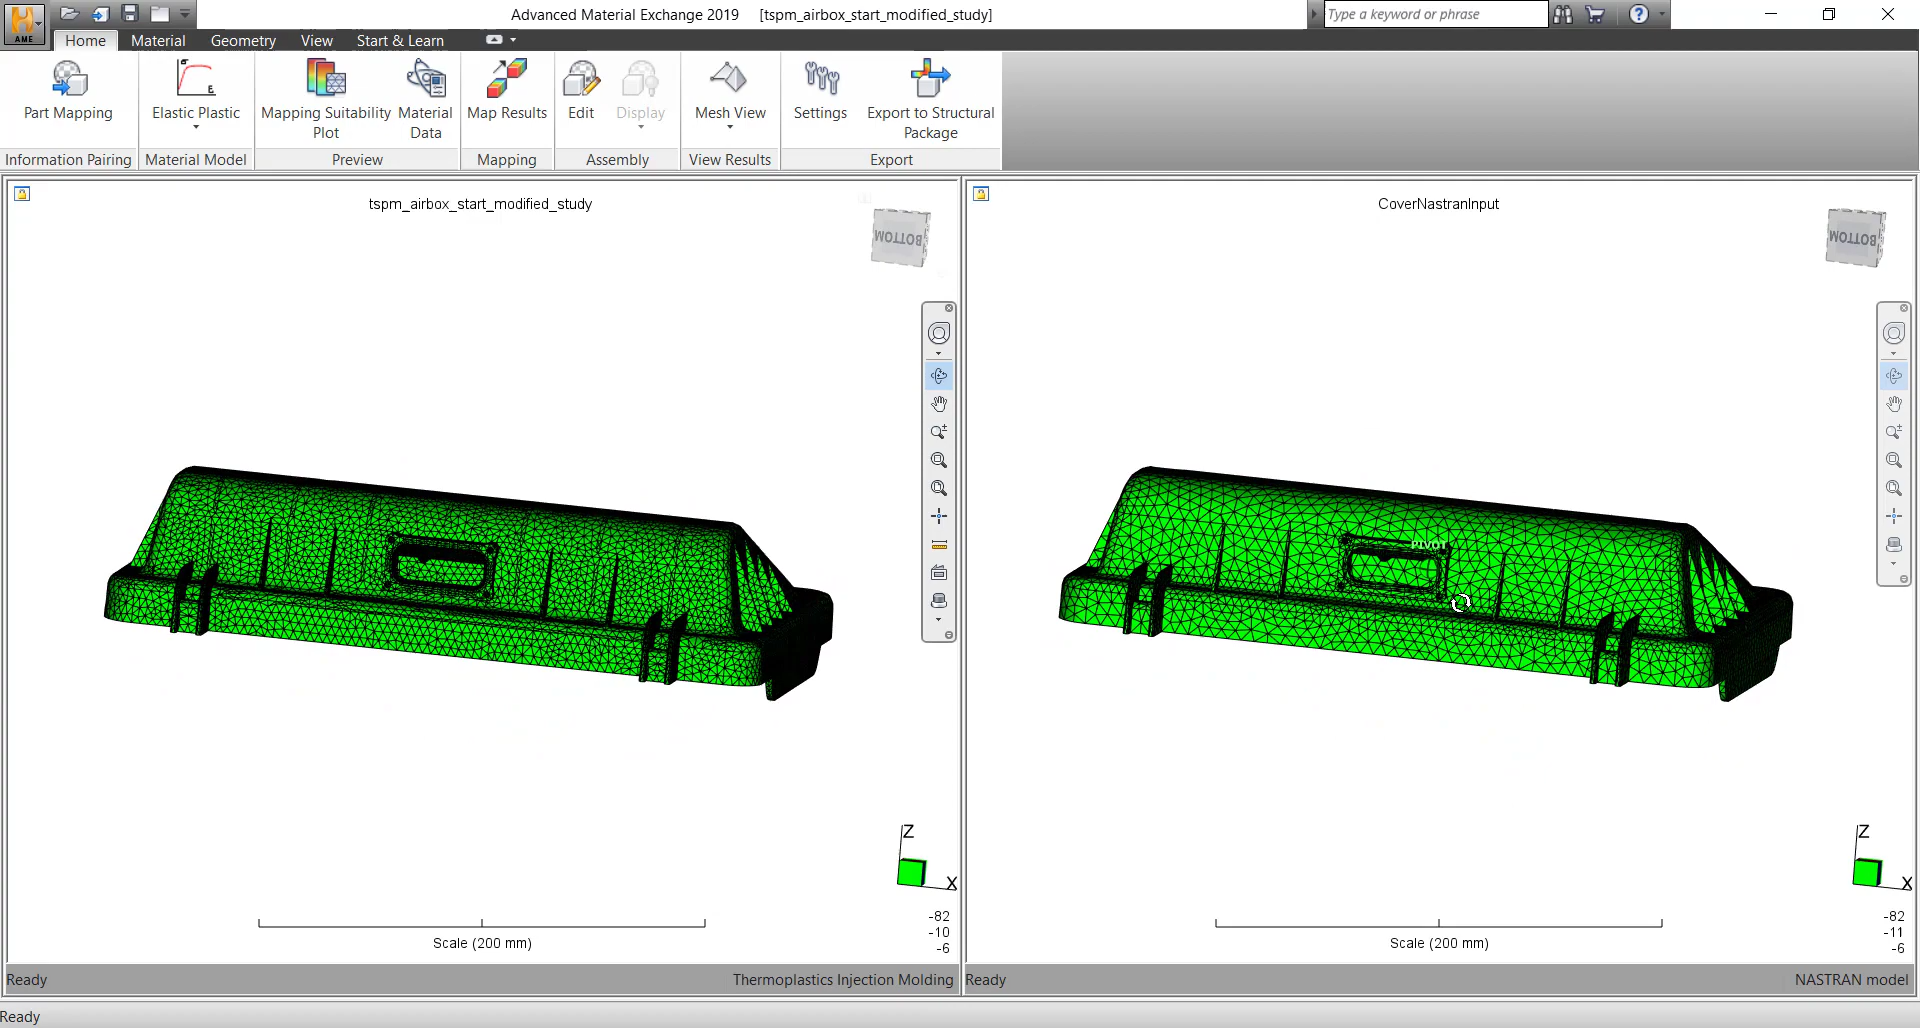 Advanced Material Exchange 2019 [tspm_airbox_start_modified_study]
Type a keyword or phrase
?
AME
Home Material Geometry View Start & Learn
σ
E
Part Mapping Elastic Plastic Mapping Suitability Plot Material Data Map Results Edit Display Mesh View Settings Export to Structural Package
Information Pairing Material Model Preview Mapping Assembly View Results Export
tspm_airbox_start_modified_study
BOTTOM
Z
X
-82
-10
-6
Scale (200 mm)
Ready Thermoplastics Injection Molding
CoverNastranInput
BOTTOM
PIVOT
Z
X
-82
-11
-6
Scale (200 mm)
Ready NASTRAN model
Ready